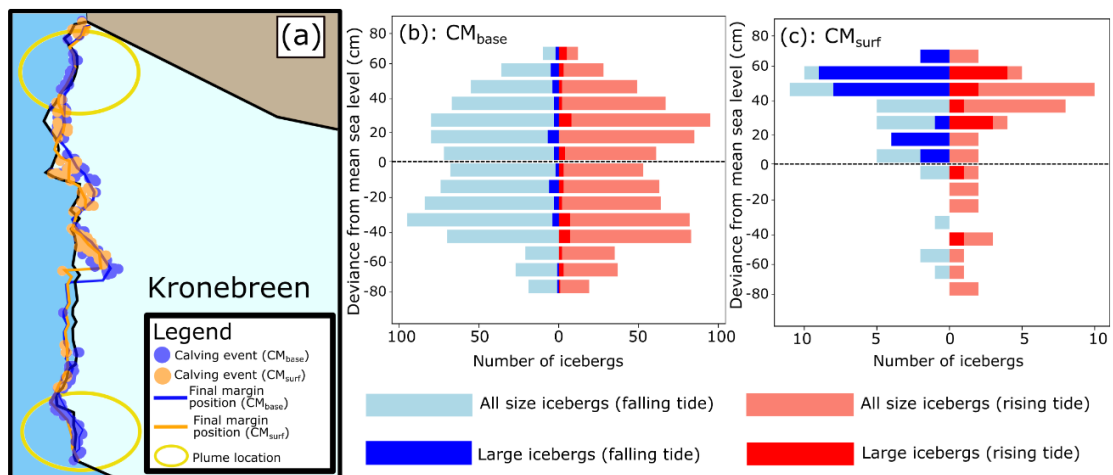 (a)
Kronebreen
Legend
Calving event (CMbase)
Calving event (CMsurf)
Final margin
position (CMbase)
Final margin
position (CMsurf)
Plume location
(b): CMbase
Deviance from mean sea level (cm)
80
60
40
20
0
-20
-40
-60
-80
100 50 0 50 100
Number of icebergs
(c): CMsurf
Deviance from mean sea level (cm)
80
60
40
20
0
-20
-40
-60
-80
10 5 0 5 10
Number of icebergs
All size icebergs (falling tide)
All size icebergs (rising tide)
Large icebergs (falling tide)
Large icebergs (rising tide)